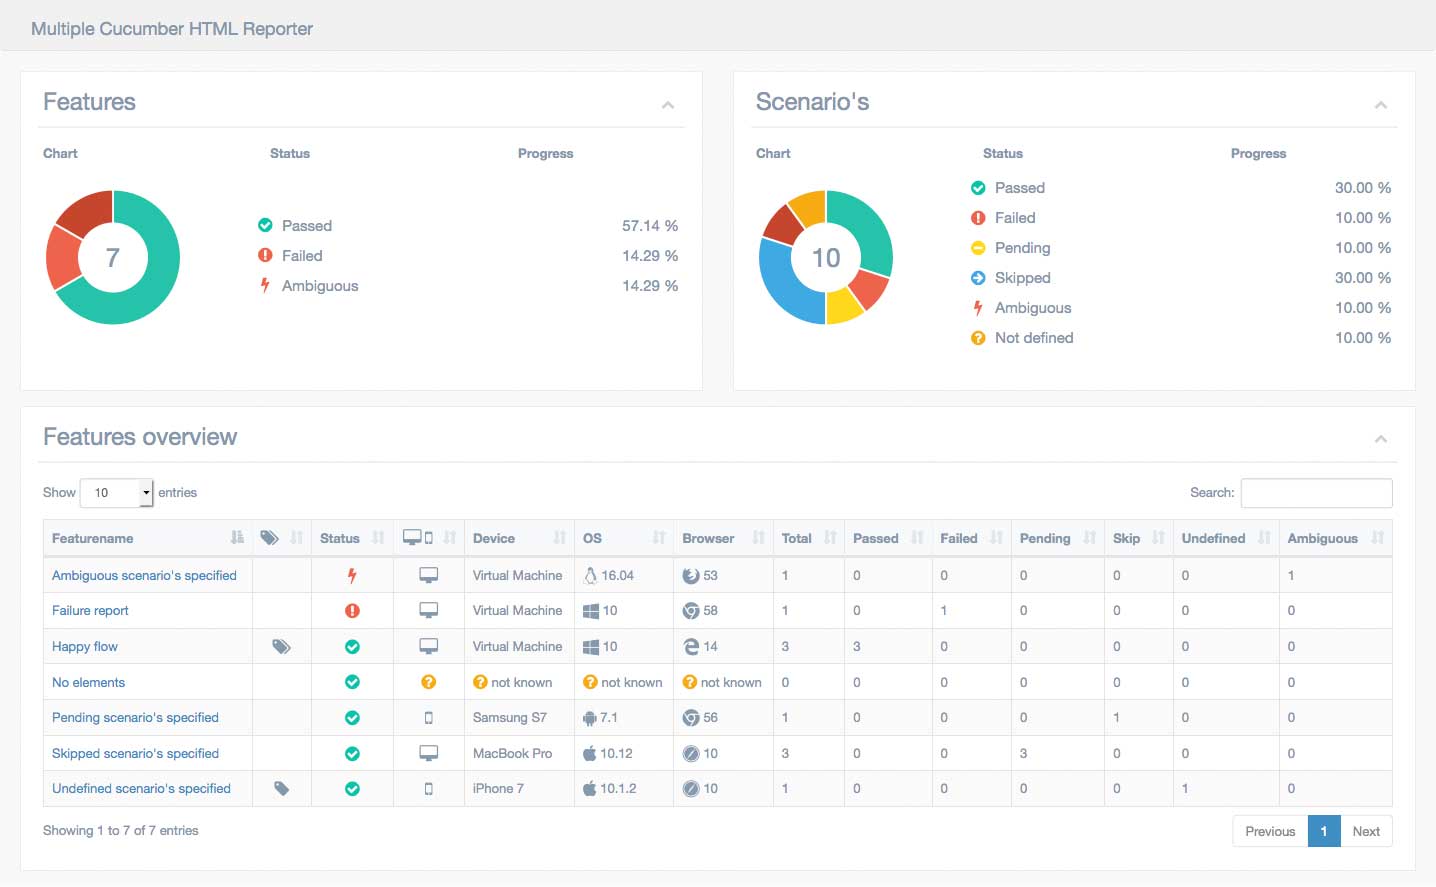 Multiple Cucumber HTML Reporter
Features
Chart Status Progress
7
Passed 57.14 %
Failed 14.29 %
Ambiguous 14.29 %
Scenario's
Chart Status Progress
10
Passed 30.00 %
Failed 10.00 %
Pending 10.00 %
Skipped 30.00 %
Ambiguous 10.00 %
Not defined 10.00 %
Features overview
Show 10 entries Search:
Featurename Status Device OS Browser Total Passed Failed Pending Skip Undefined Ambiguous
Ambiguous scenario's specified Virtual Machine 16.04 53 1 0 0 0 0 0 1
Failure report Virtual Machine 10 58 1 0 1 0 0 0 0
Happy flow Virtual Machine 10 14 3 3 0 0 0 0 0
No elements not known not known not known 0 0 0 0 0 0 0
Pending scenario's specified Samsung S7 7.1 56 1 0 0 0 1 0 0
Skipped scenario's specified MacBook Pro 10.12 10 3 0 0 3 0 0 0
Undefined scenario's specified iPhone 7 10.1.2 10 1 0 0 0 0 1 0
Showing 1 to 7 of 7 entries Previous 1 Next